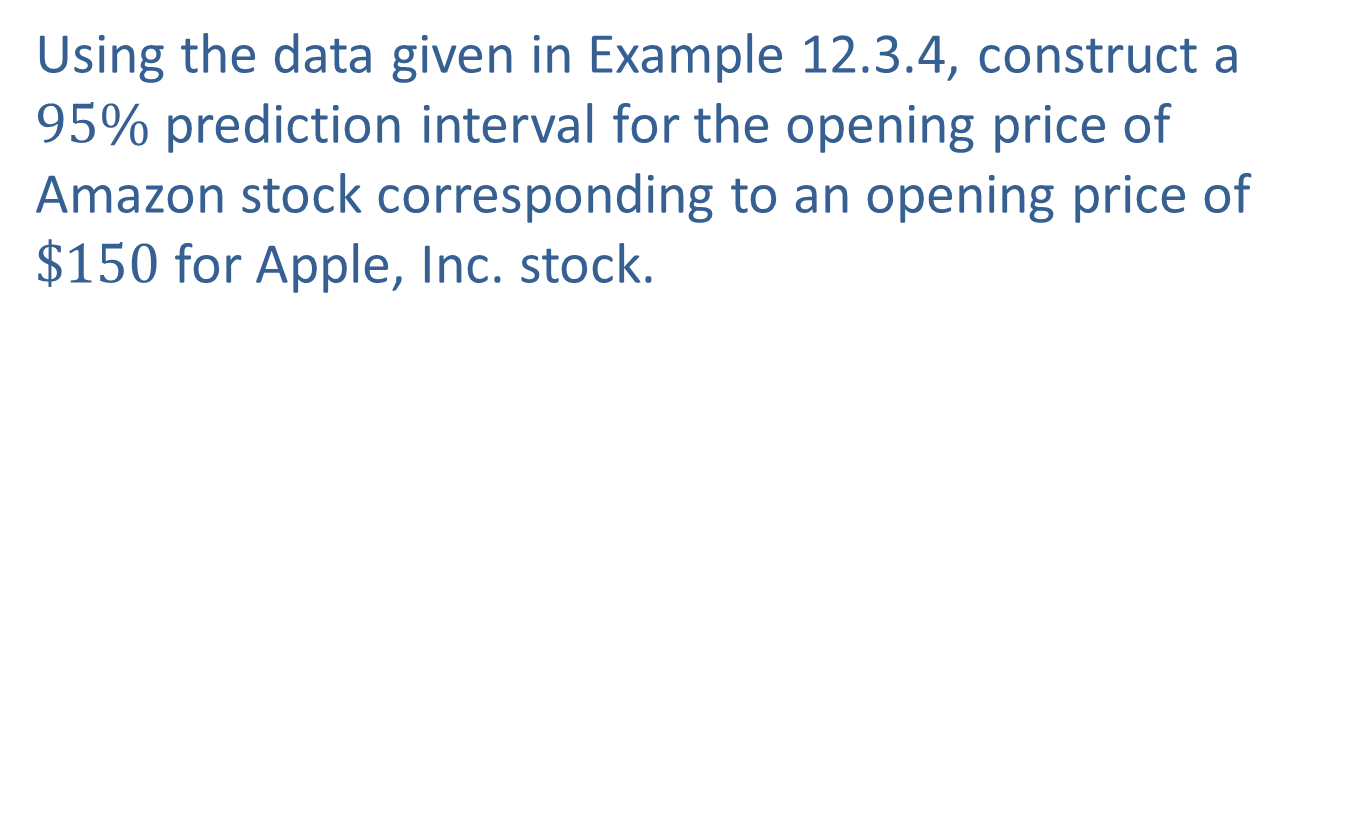 Using the data given in Example 12.3.4, construct a
95% prediction interval for the opening price of
Amazon stock corresponding to an opening price of
$150 for Apple, Inc. stock.